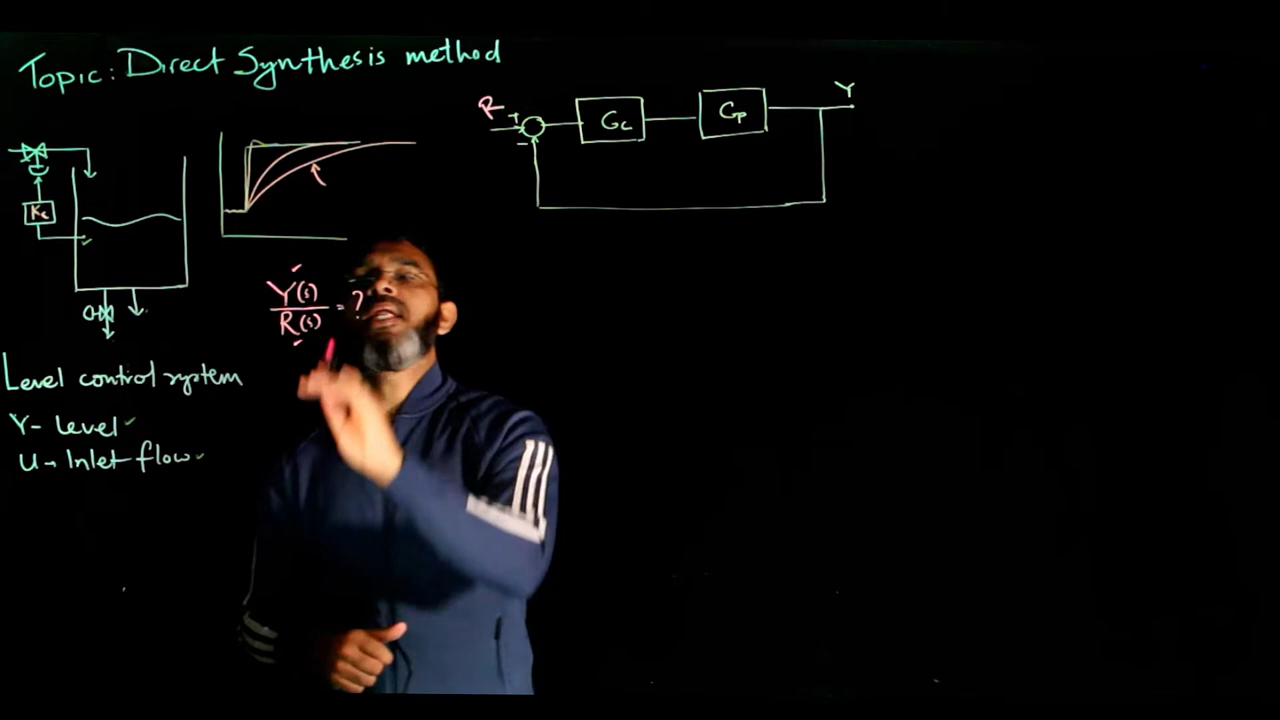 Topic: Direct Synthesis method
R + - Gc Gp Y
Kc
Y(s)/R(s) = ?
Level control system
Y- Level ✓
U→ Inlet flow ✓